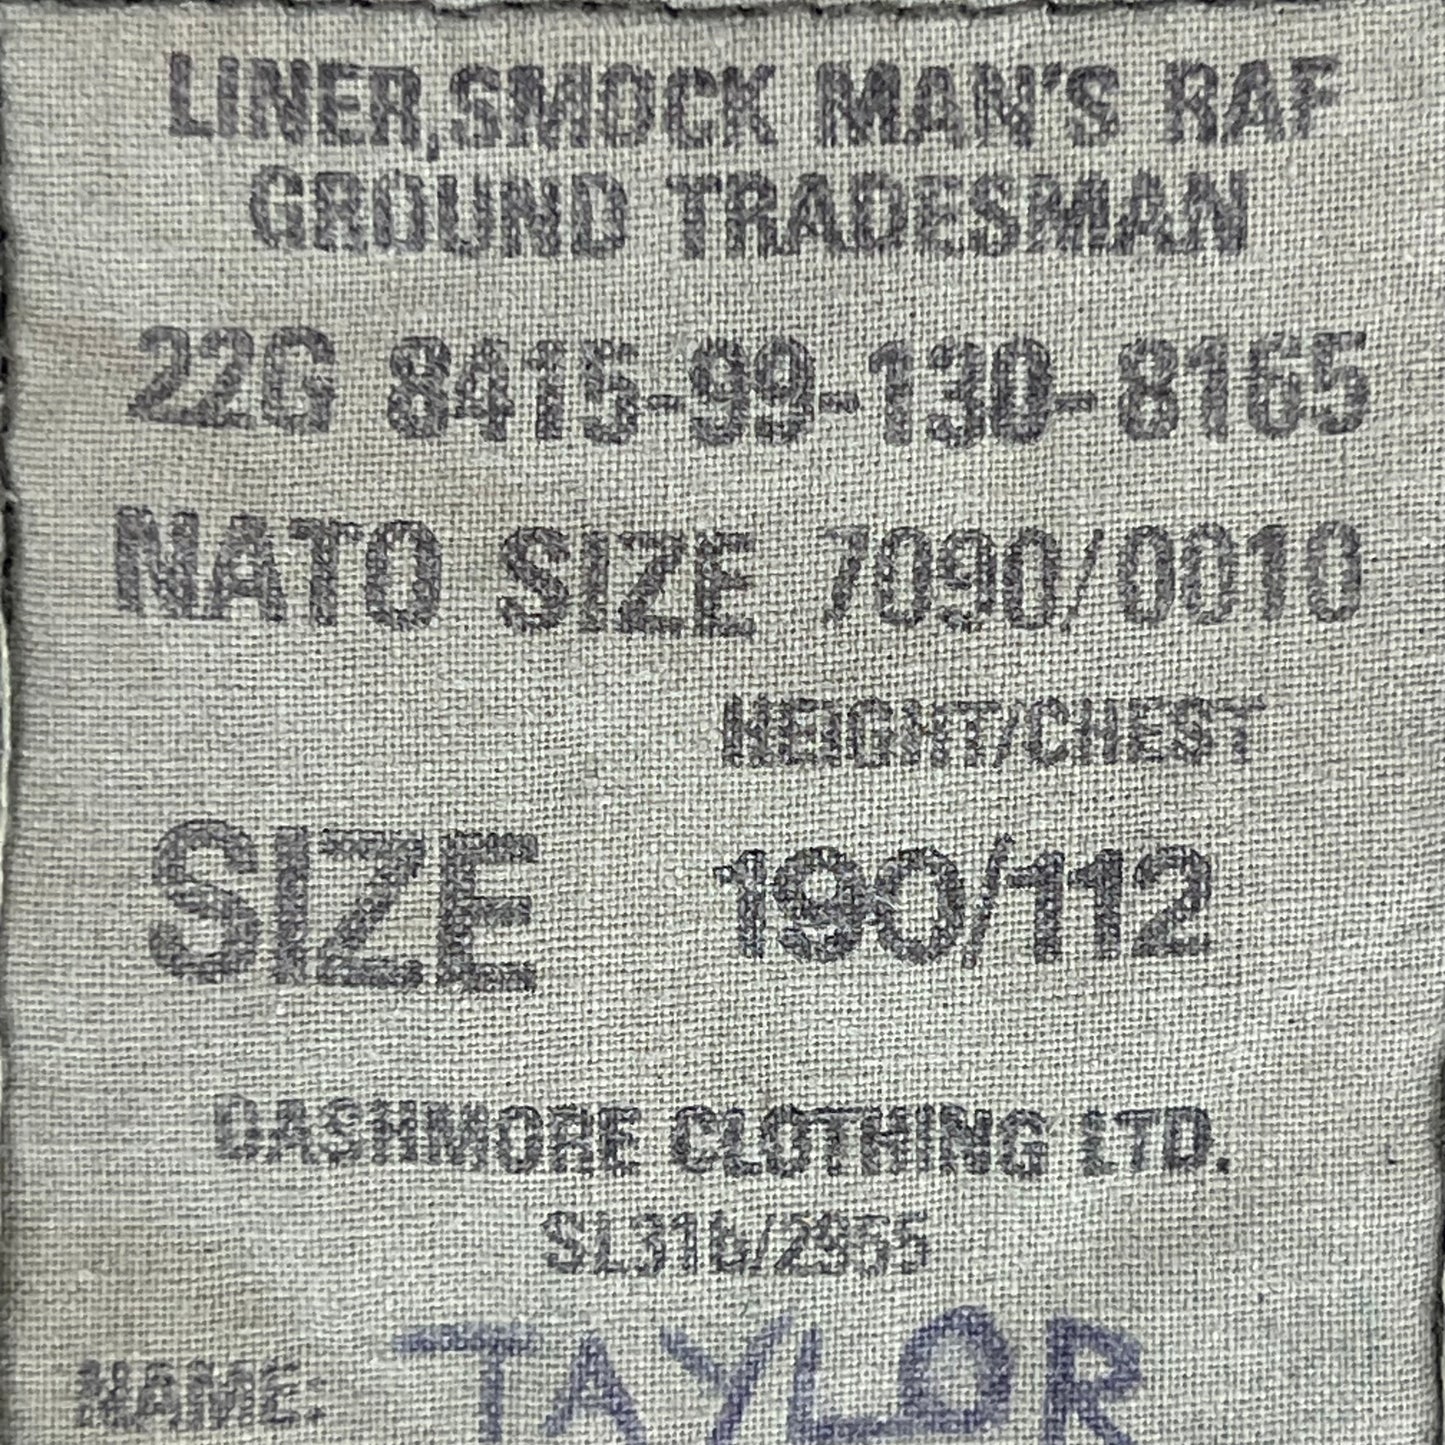 LINER,SMOCK MAN'S RAF
GROUND TRADESMAN
22G 8415-99-130-8165
NATO SIZE 7090/0010
HEIGHT/CHEST
SIZE 190/112
DASHMORE CLOTHING LTD.
SL31b/2955
NAME: TAYLOR